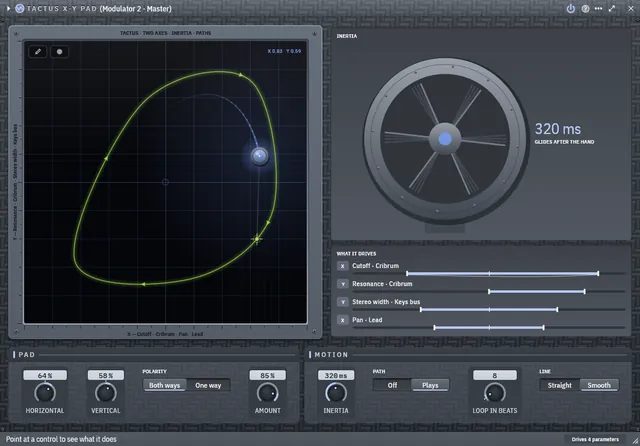 TACTUS X-Y PAD (Modulator 2 · Master)
TACTUS · TWO AXES · INERTIA · PATHS
X 0.83 Y 0.59
Y — Resonance · Cribrum · Stereo width · Keys bus
X — Cutoff · Cribrum · Pan · Lead
INERTIA
320 ms
GLIDES AFTER THE HAND
WHAT IT DRIVES
X Cutoff · Cribrum
Y Resonance · Cribrum
Y Stereo width · Keys bus
X Pan · Lead
PAD
64 %
HORIZONTAL
58 %
VERTICAL
POLARITY
Both ways One way
85 %
AMOUNT
MOTION
320 ms
INERTIA
PATH
Off Plays
8
LOOP IN BEATS
LINE
Straight Smooth
Point at a control to see what it does
Drives 4 parameters